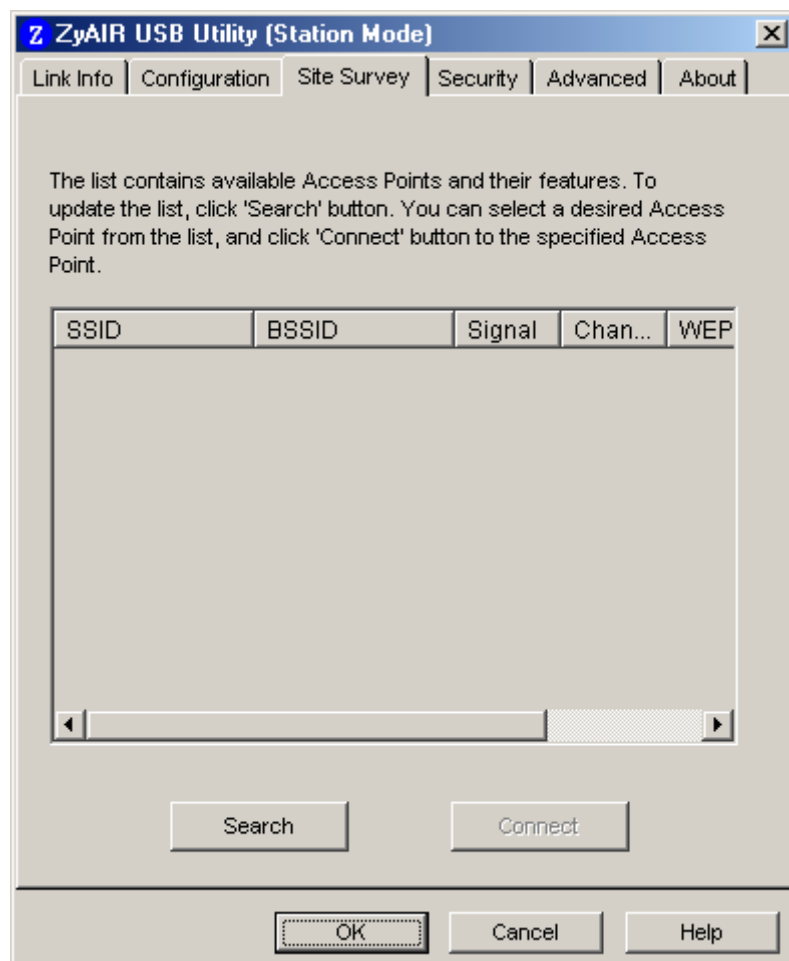 Z ZyAIR USB Utility (Station Mode)
Link Info Configuration Site Survey Security Advanced About
The list contains available Access Points and their features. To
update the list, click 'Search' button. You can select a desired Access
Point from the list, and click 'Connect' button to the specified Access
Point.
SSID BSSID Signal Chan... WEP
Search Connect
OK Cancel Help